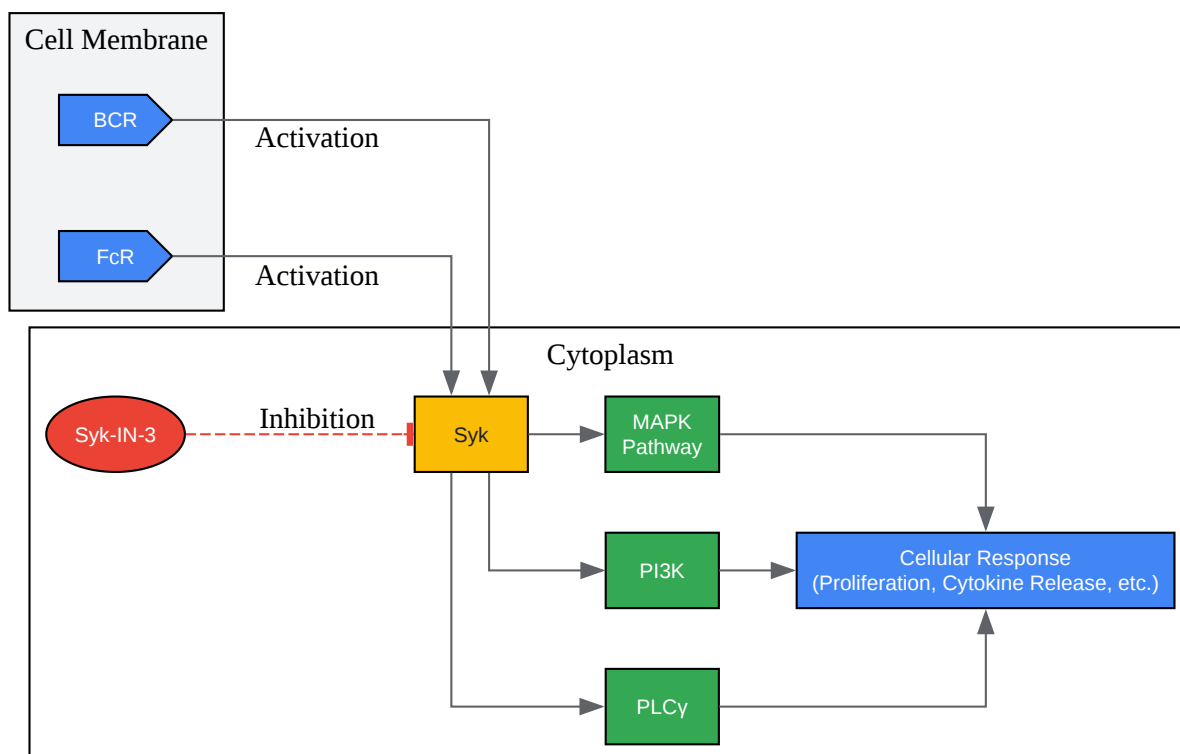 Cell Membrane
BCR
Activation
FcR
Activation
Cytoplasm
Syk-IN-3
Inhibition
Syk
MAPK
Pathway
PI3K
Cellular Response
(Proliferation, Cytokine Release, etc.)
PLCγ